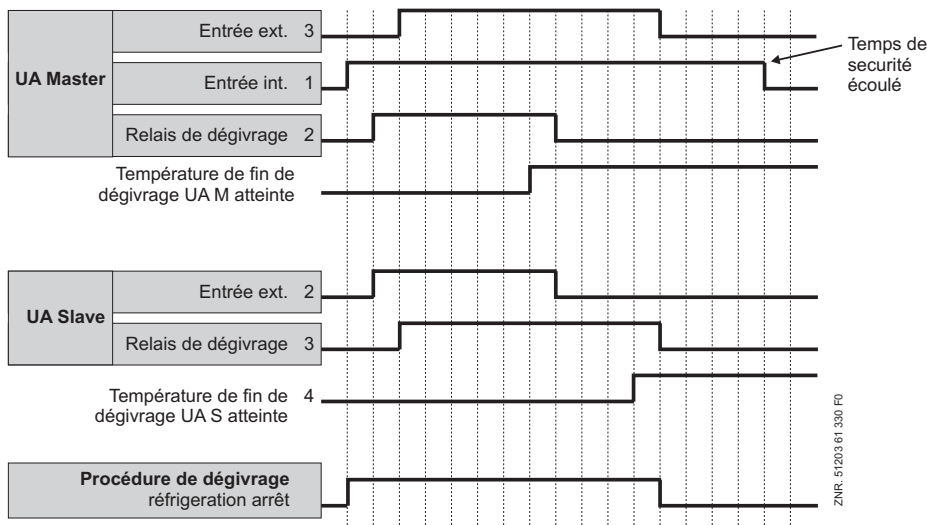 Entrée ext. 3
UA Master
Entrée int. 1
Relais de dégivrage 2
Température de fin de
dégivrage UA M atteinte
Temps de
securité
écoulé
Entrée ext. 2
UA Slave
Relais de dégivrage 3
Température de fin de 4
dégivrage UA S atteinte
Procédure de dégivrage
réfrigeration arrêt
ZNR. 51203 61 330 F0